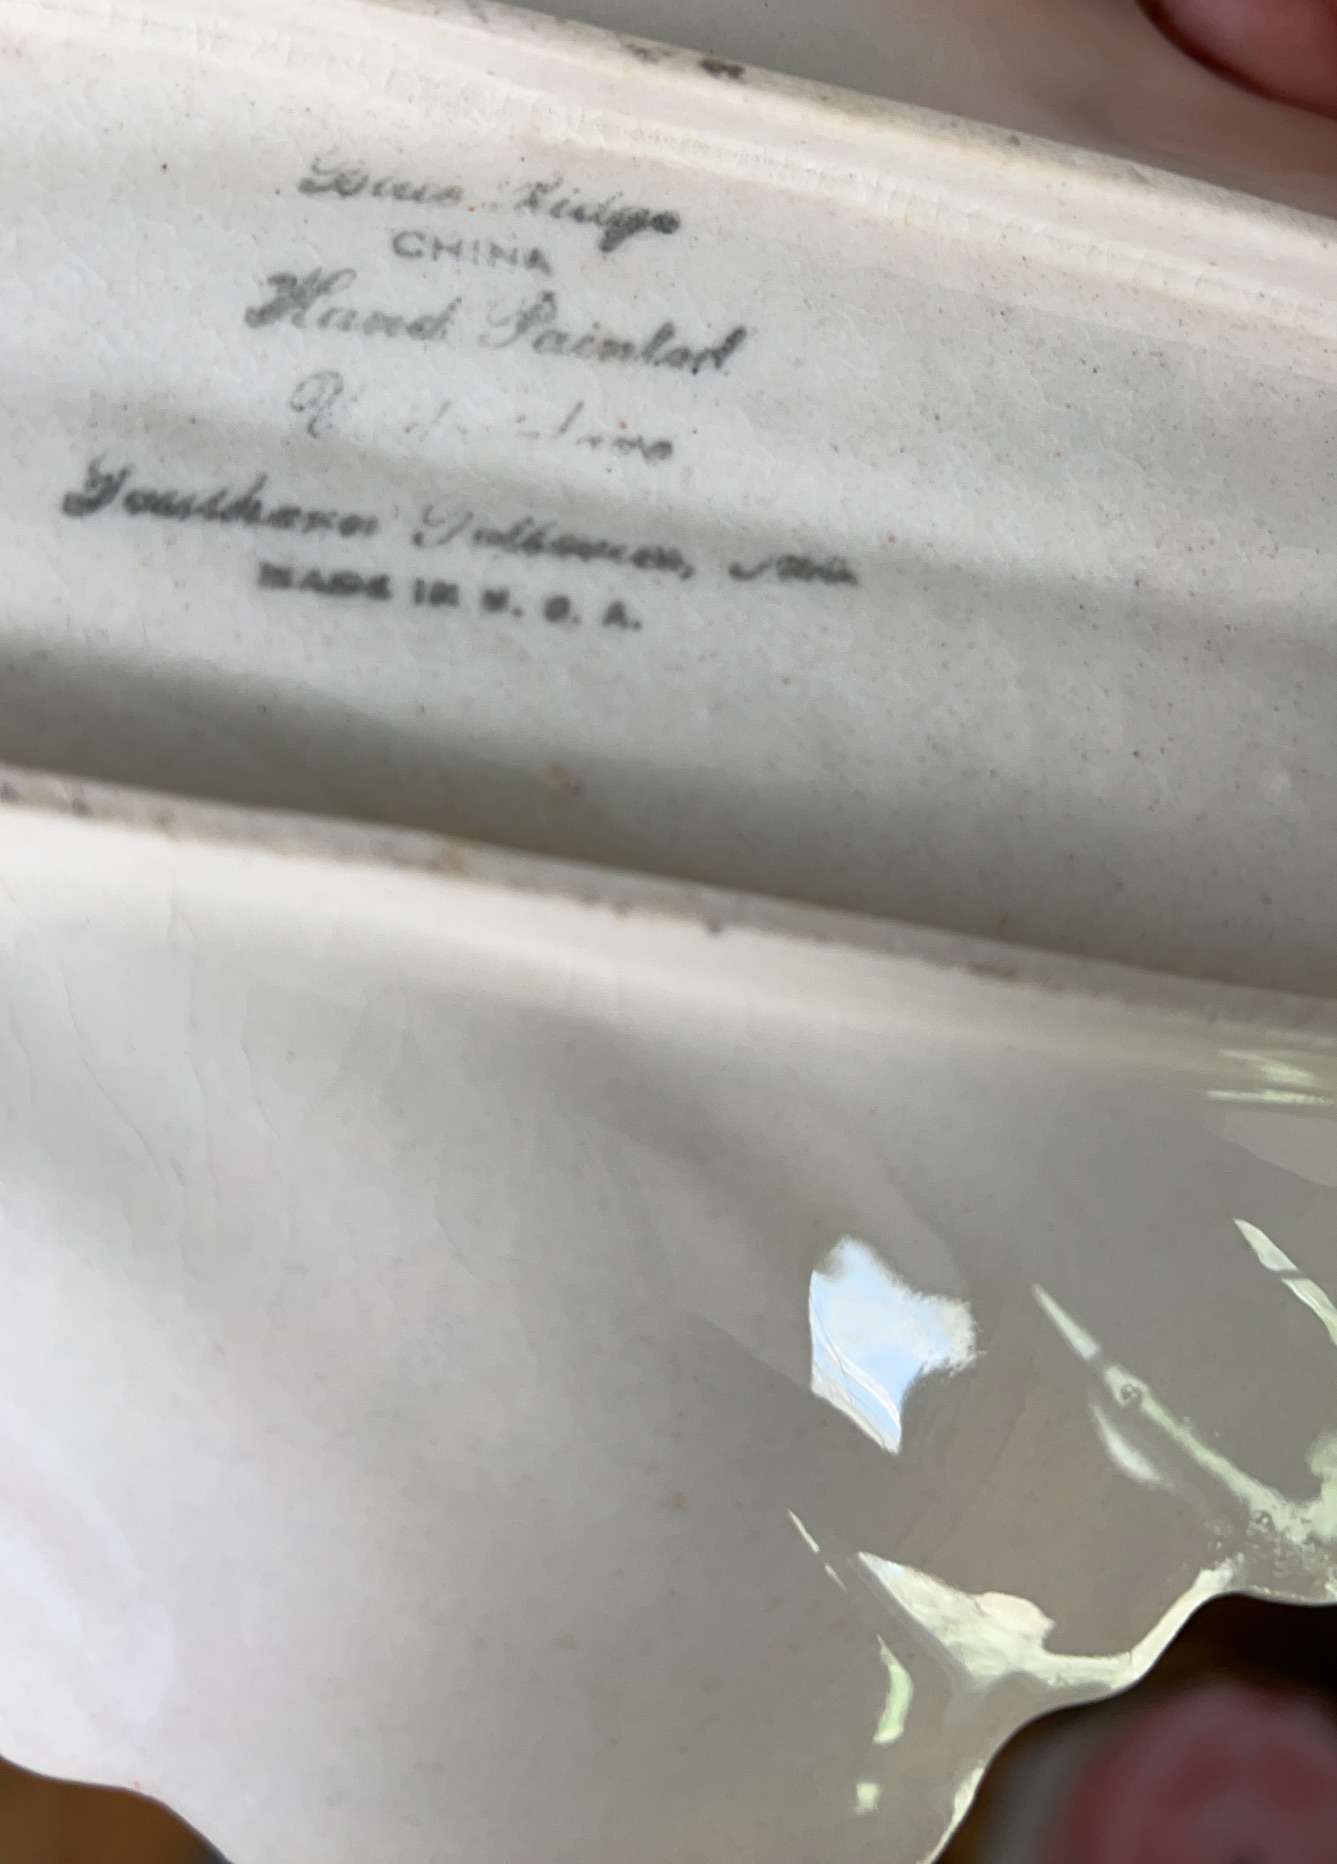 Blue Ridge
CHINA
Hand Painted
Southern Potteries, Inc.
MADE IN U. S. A.